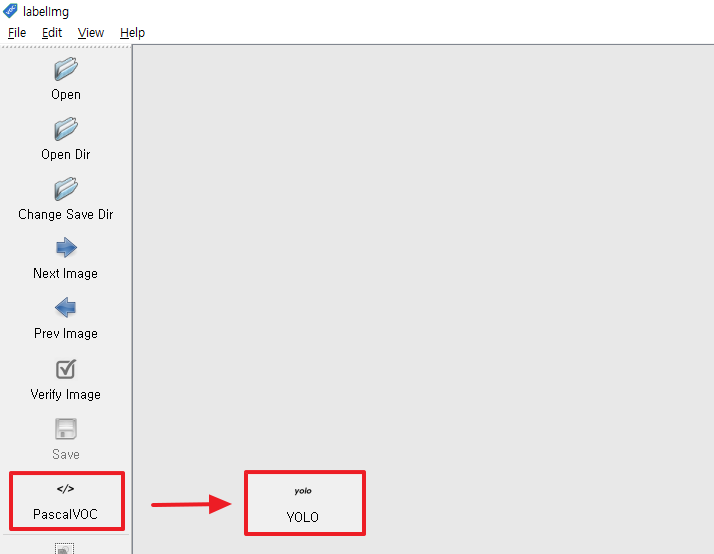 labelImg
File Edit View Help
Open
Open Dir
Change Save Dir
Next Image
Prev Image
Verify Image
Save
</>
PascalVOC
yolo
YOLO